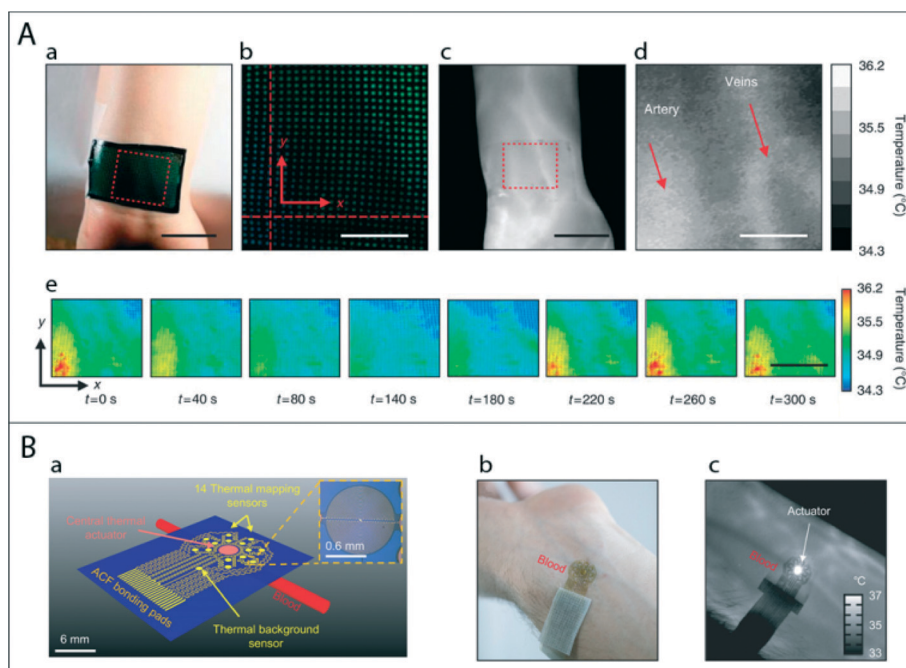 A
a
b
c
d
y
x
Artery
Veins
36.2
35.5
34.9
34.3
Temperature (°C)
e
y
x
t=0 s
t=40 s
t=80 s
t=140 s
t=180 s
t=220 s
t=260 s
t=300 s
36.2
35.5
34.9
34.3
Temperature (°C)
B
a
14 Thermal mapping
sensors
Central thermal
actuator
0.6 mm
ACF bonding pads
Blood
Thermal background
sensor
6 mm
b
Blood
c
Actuator
Blood
°C
37
35
33